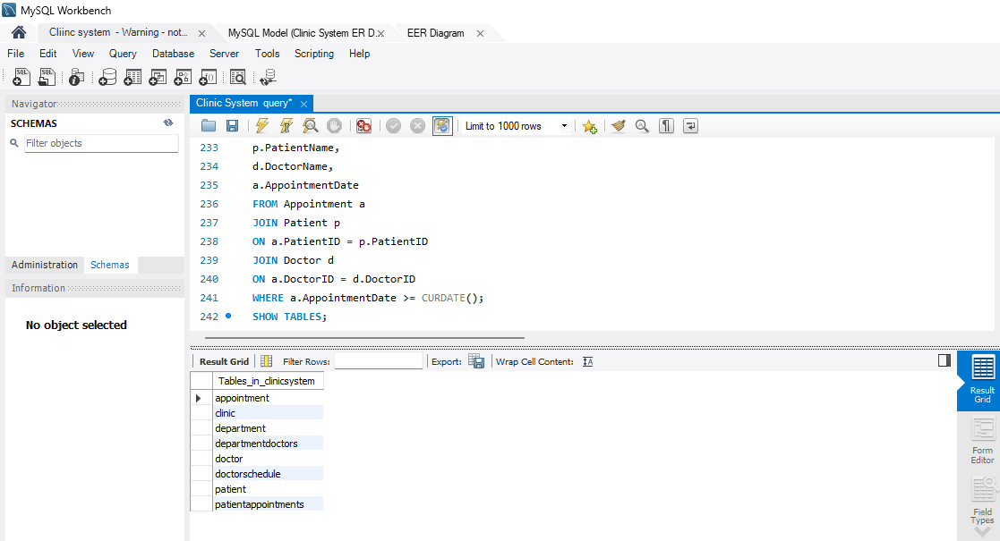 MySQL Workbench
Cliinc system - Warning - not... MySQL Model (Clinic System ER D... EER Diagram
File Edit View Query Database Server Tools Scripting Help
Navigator
SCHEMAS
Filter objects
Administration Schemas
Information
No object selected
Clinic System query*
Limit to 1000 rows
233 p.PatientName,
234 d.DoctorName,
235 a.AppointmentDate
236 FROM Appointment a
237 JOIN Patient p
238 ON a.PatientID = p.PatientID
239 JOIN Doctor d
240 ON a.DoctorID = d.DoctorID
241 WHERE a.AppointmentDate >= CURDATE();
242 SHOW TABLES;
Result Grid Filter Rows: Export: Wrap Cell Content:
Tables_in_clinicsystem
appointment
clinic
department
departmentdoctors
doctor
doctorschedule
patient
patientappointments
Result
Grid
Form
Editor
Field
Types